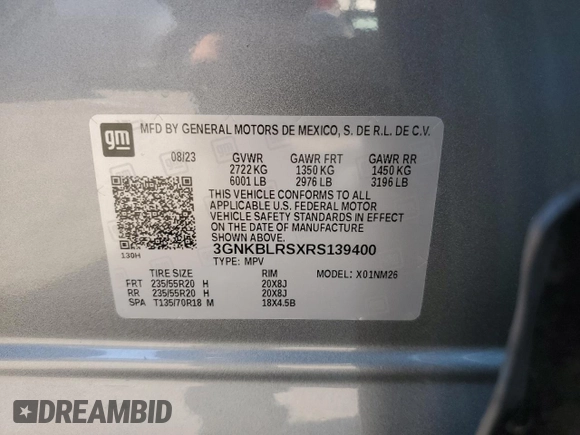 gm
MFD BY GENERAL MOTORS DE MEXICO, S. DE R.L. DE C.V.
08/23 GVWR GAWR FRT GAWR RR
2722 KG 1350 KG 1450 KG
6001 LB 2976 LB 3196 LB
THIS VEHICLE CONFORMS TO ALL
APPLICABLE U.S. FEDERAL MOTOR
VEHICLE SAFETY STANDARDS IN EFFECT
ON THE DATE OF MANUFACTURE
SHOWN ABOVE.
130H 3GNKBLRSXRS139400
TYPE: MPV
TIRE SIZE RIM MODEL: X01NM26
FRT 235/55R20 H 20X8J
RR 235/55R20 H 20X8J
SPA T135/70R18 M 18X4.5B
DREAMBID